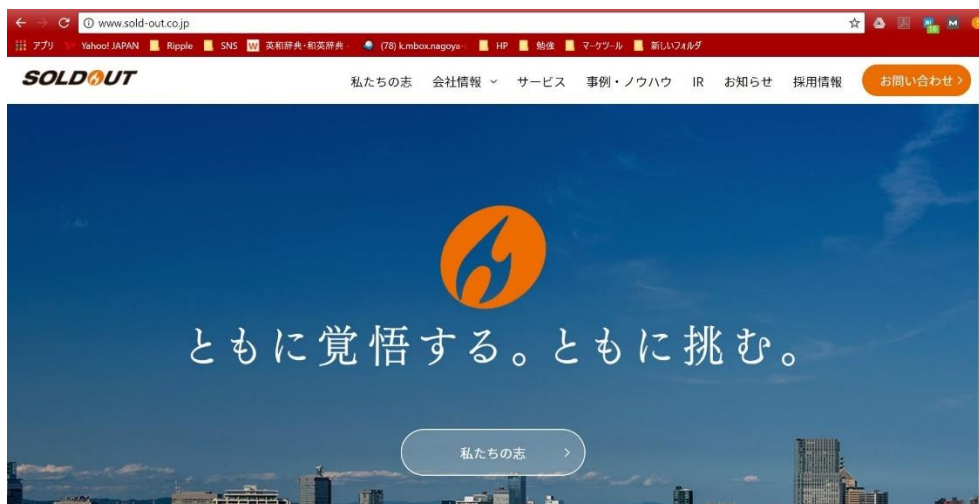 www.sold-out.co.jp
アプリ Yahoo! JAPAN Ripple SNS W 英和辞典・和英辞典 - (78) k.mbox.nagoya HP 勉強 マーケツール 新しいフォルダ
SOLDOUT 私たちの志 会社情報 サービス 事例・ノウハウ IR お知らせ 採用情報 お問い合わせ
ともに覚悟する。ともに挑む。
私たちの志